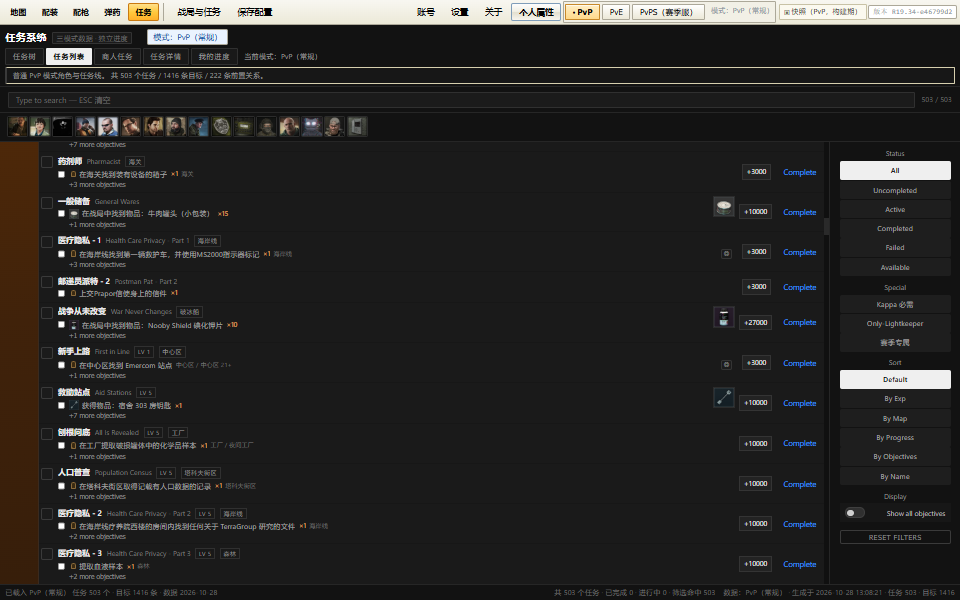 地图 配装 配枪 弹药 任务 战局与任务 保存配置 账号 设置 关于 个人属性 • PvP PvE PvPS（赛季服） 模式：PvP（常规） 快照（PvP，构建期） 版本 R19.34-e46799d2
任务系统 三模式数据 · 独立进度 模式：PvP（常规）
任务树 任务列表 商人任务 任务详情 我的进度 当前模式：PvP（常规）
普通 PvP 模式角色与任务线。 共 503 个任务 / 1416 条目标 / 222 条前置关系。
Type to search — ESC 清空 503 / 503
+7 more objectives
药剂师 Pharmacist 海关
在海关找到装有设备的箱子 ×1 海关
+3 more objectives
+3000 Complete
一般储备 General Wares
在战局中找到物品：牛肉罐头（小包装） ×15
+1 more objectives
+10000 Complete
医疗隐私 - 1 Health Care Privacy · Part 1 海岸线
在海岸线找到第一辆救护车，并使用MS2000指示器标记 ×1 海岸线
+3 more objectives
+3000 Complete
邮递员派特 - 2 Postman Pat · Part 2
上交Prapor信使身上的信件 ×1
+3000 Complete
战争从未改变 War Never Changes 破冰船
在战局中找到物品：Nooby Shield 碘化钾片 ×10
+1 more objectives
+27000 Complete
新手上路 First in Line LV 1 中心区
在中心区找到 Emercom 站点 中心区 / 中心区 21+
+1 more objectives
+3000 Complete
救助站点 Aid Stations LV 5
获得物品：宿舍 303 房钥匙 ×1
+7 more objectives
+10000 Complete
刨根问底 All Is Revealed LV 5 工厂
在工厂提取破损罐体中的化学品样本 ×1 工厂 / 夜间工厂
+1 more objectives
+10000 Complete
人口普查 Population Census LV 5 塔科夫街区
在塔科夫街区取得记载有人口数据的记录 ×1 塔科夫街区
+1 more objectives
+10000 Complete
医疗隐私 - 2 Health Care Privacy · Part 2 LV 5 海岸线
在海岸线疗养院西楼的房间内找到任何关于 TerraGroup 研究的文件 ×1 海岸线
+2 more objectives
+10000 Complete
医疗隐私 - 3 Health Care Privacy · Part 3 LV 5 森林
提取血液样本 ×1 森林
+2 more objectives
+10000 Complete
Status
All
Uncompleted
Active
Completed
Failed
Available
Special
Kappa 必需
Only·Lightkeeper
赛季专属
Sort
Default
By Exp
By Map
By Progress
By Objectives
By Name
Display
Show all objectives
RESET FILTERS
已载入 PvP（常规） 任务 503 个 · 目标 1416 条 · 数据 2026-10-28 共 503 个任务 · 已完成 0 · 进行中 0 · 筛选命中 503 数据：PvP（常规） · 生成于 2026-10-28 13:08:21 · 任务 503 · 目标 1416